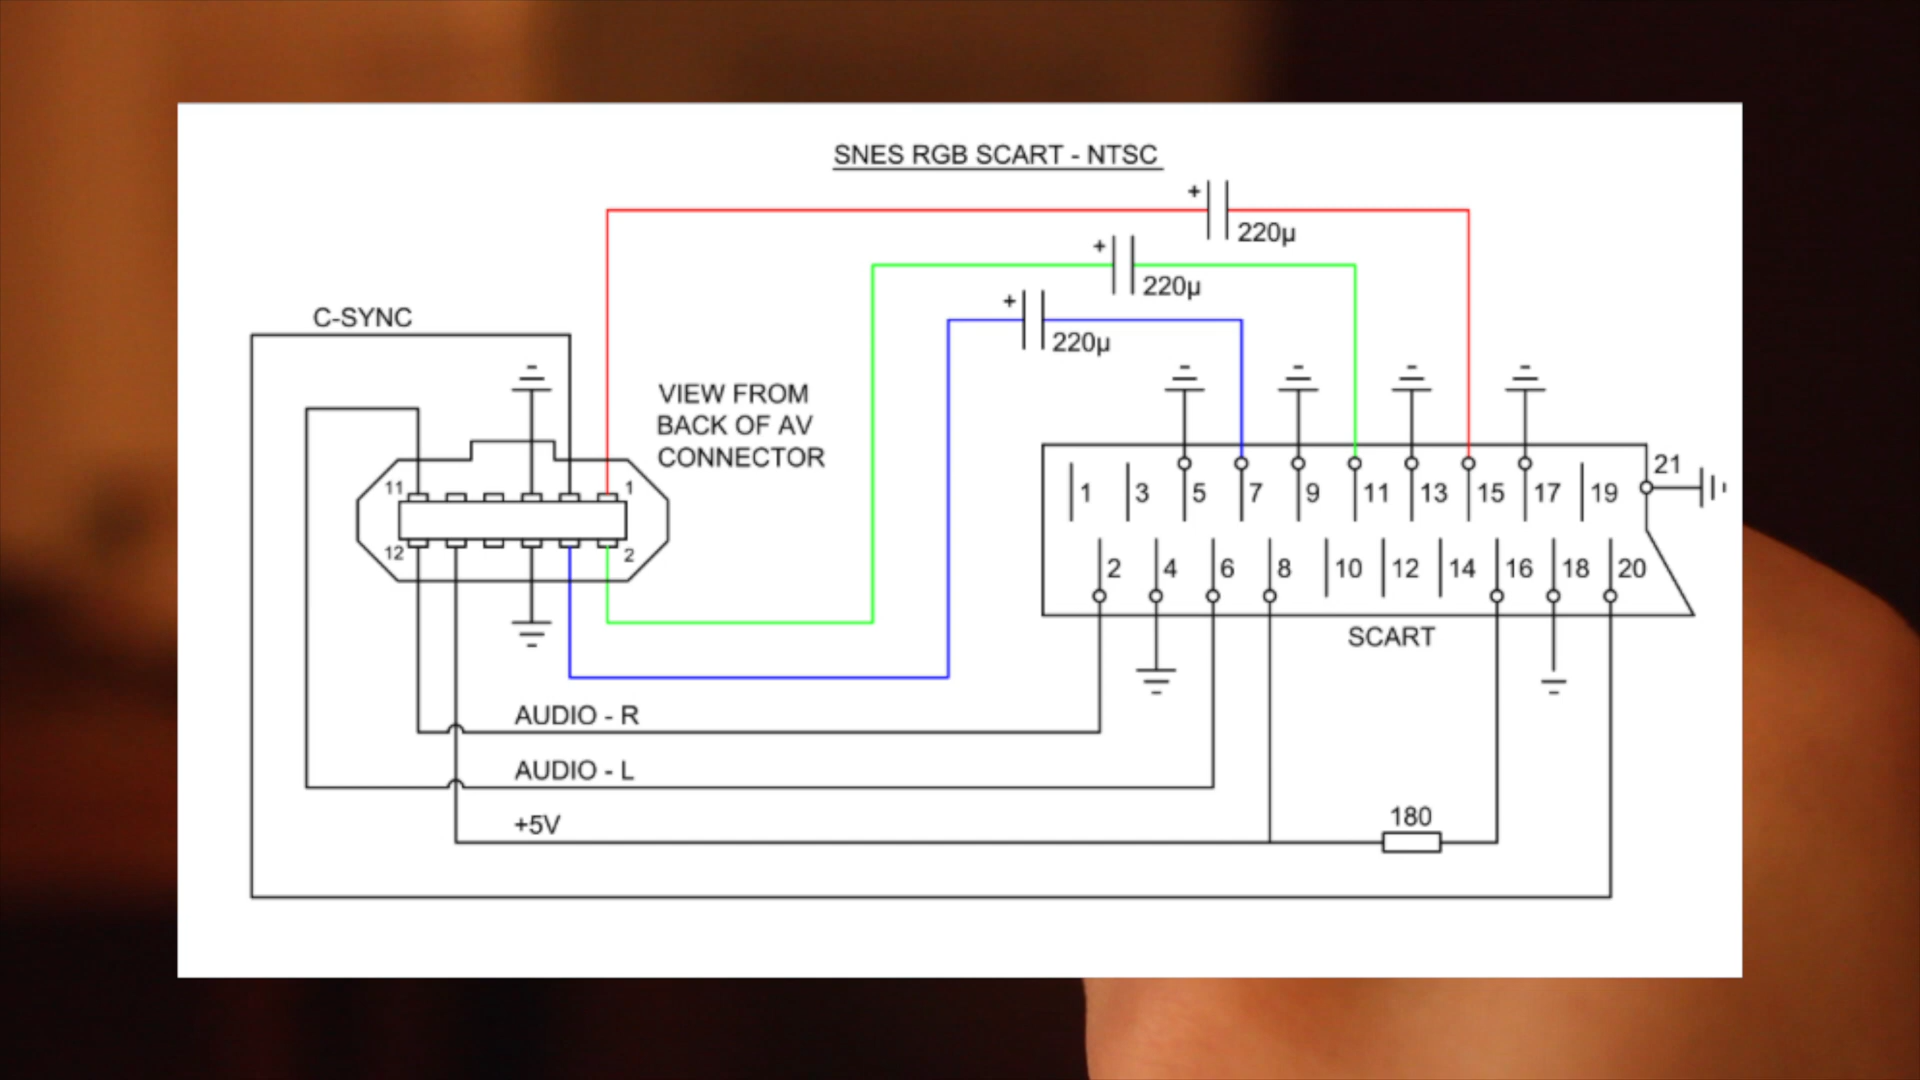 SNES RGB SCART - NTSC
+
220µ
+
220µ
+
220µ
C-SYNC
VIEW FROM
BACK OF AV
CONNECTOR
11
1
12
2
21
1 3 5 7 9 11 13 15 17 19
2 4 6 8 10 12 14 16 18 20
SCART
AUDIO - R
AUDIO - L
+5V
180